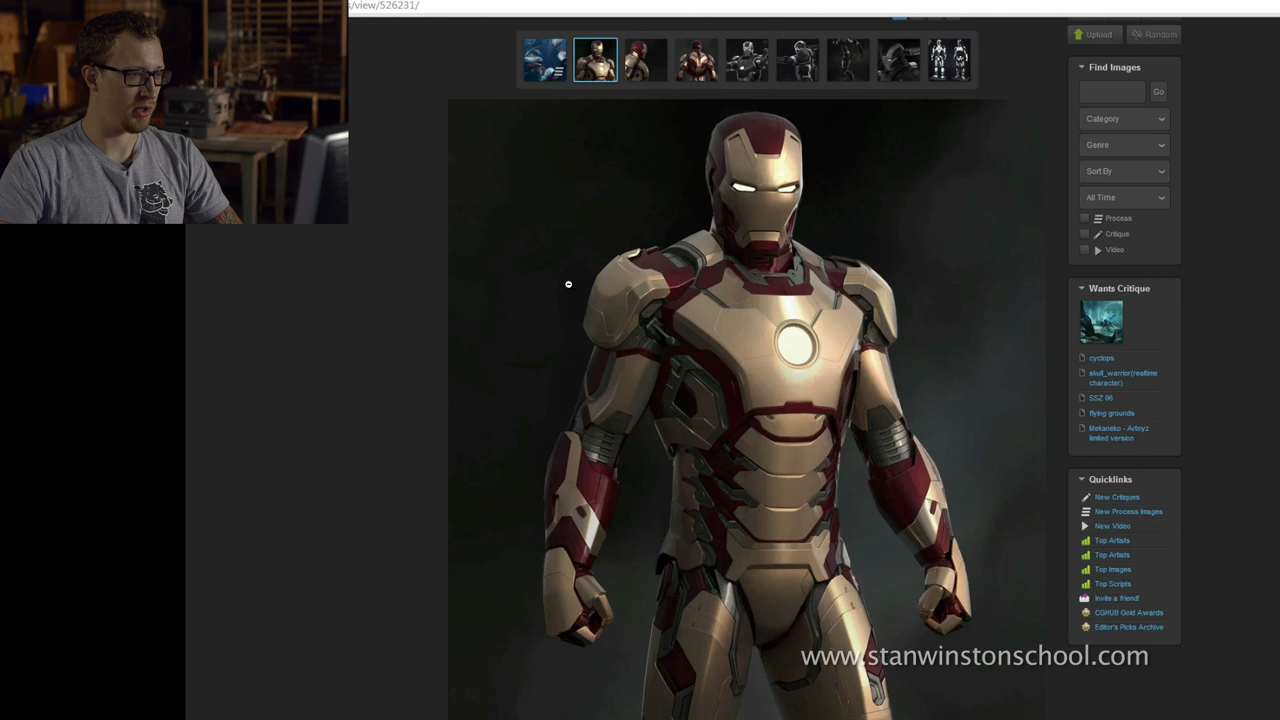 s/view/526231/
Upload
Random
Find Images
Go
Category
Genre
Sort By
All Time
Process
Critique
Video
Wants Critique
cyclops
skull_warrior(realtime
character)
SSZ 06
flying grounds
Mekaneko - Artoyz
limited version
Quicklinks
New Critiques
New Process Images
New Video
Top Artists
Top Artists
Top Images
Top Scripts
Invite a friend!
CGHUB Gold Awards
Editor's Picks Archive
www.stanwinstonschool.com